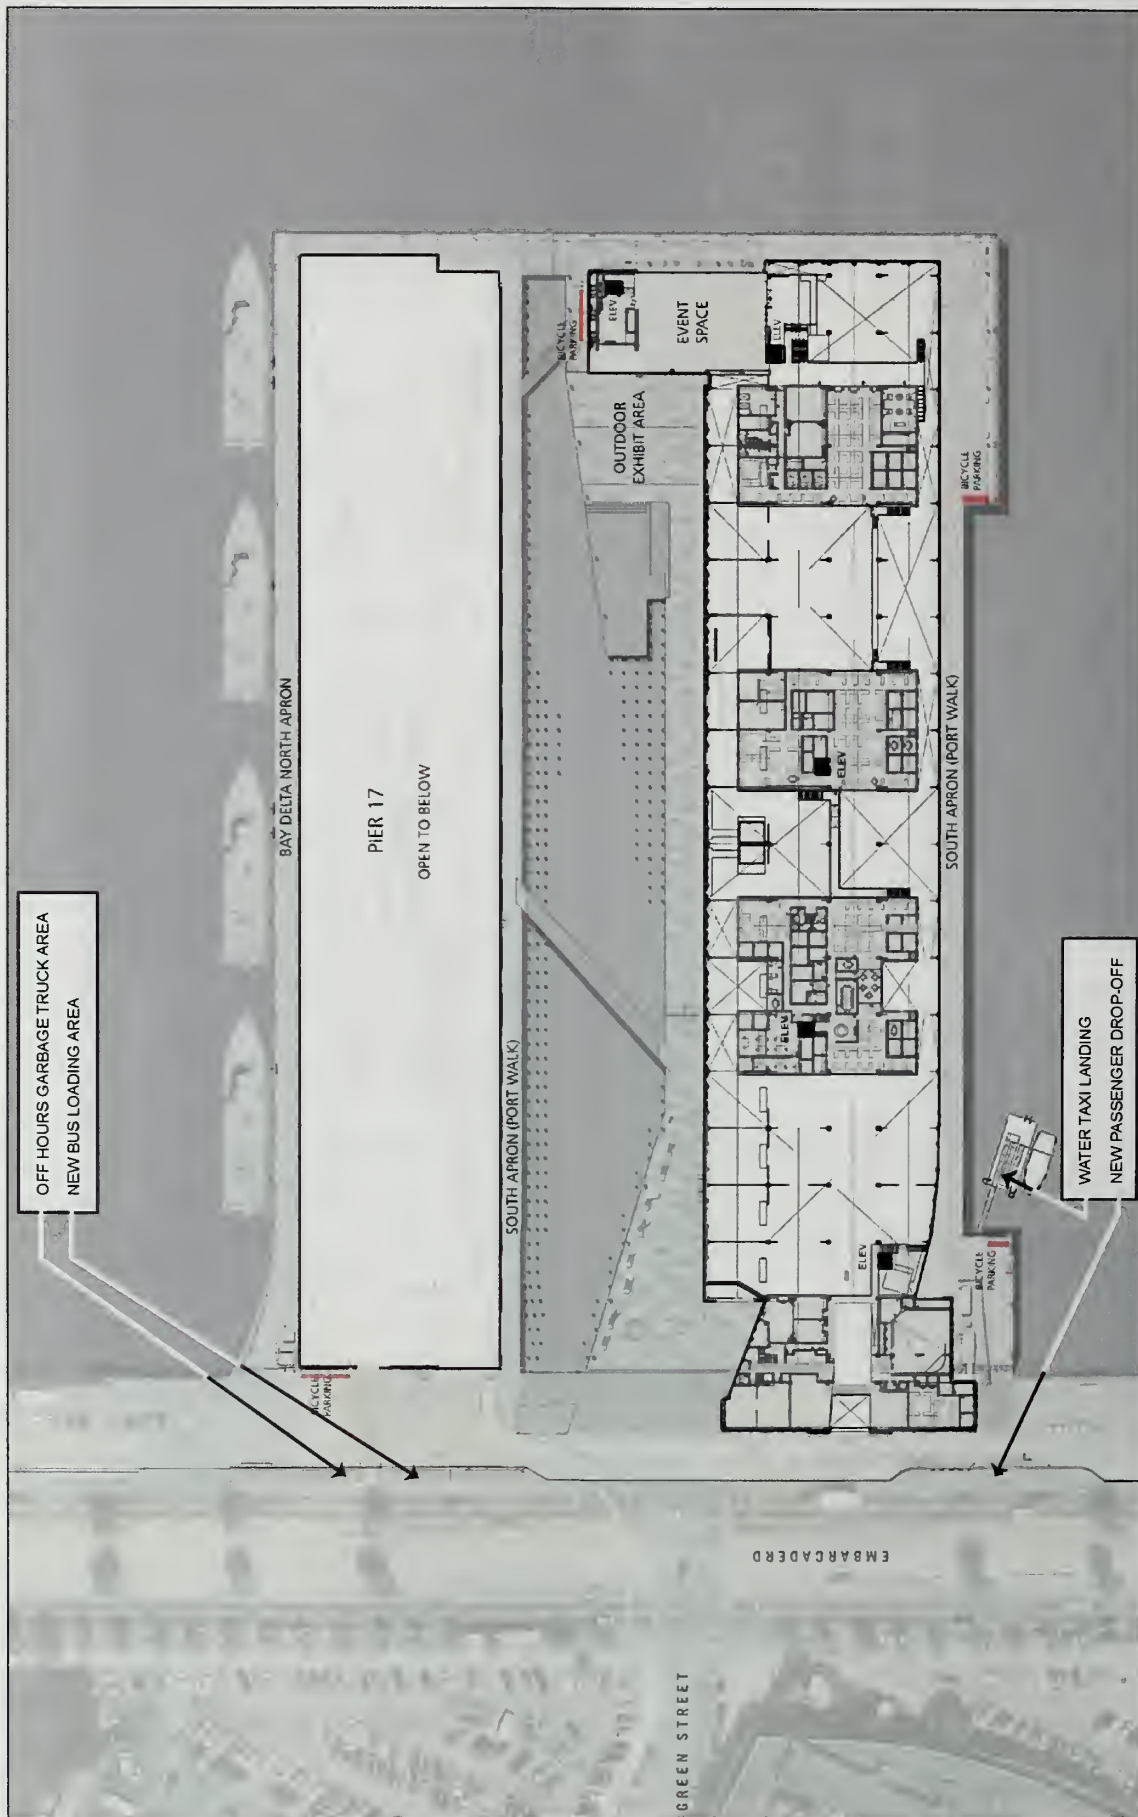 OFF HOURS GARBAGE TRUCK AREA
NEW BUS LOADING AREA
BAY DELTA NORTH APRON
PIER 17
OPEN TO BELOW
SOUTH APRON (PORT WALK)
BICYCLE
PARKING
BICYCLE
PARKING
ELEV
EVENT
SPACE
ELEV
OUTDOOR
EXHIBIT AREA
BICYCLE
PARKING
ELEV
SOUTH APRON (PORT WALK)
ELEV
ELEV
BICYCLE
PARKING
WATER TAXI LANDING
NEW PASSENGER DROP-OFF
EMBARCADERO
GREEN STREET